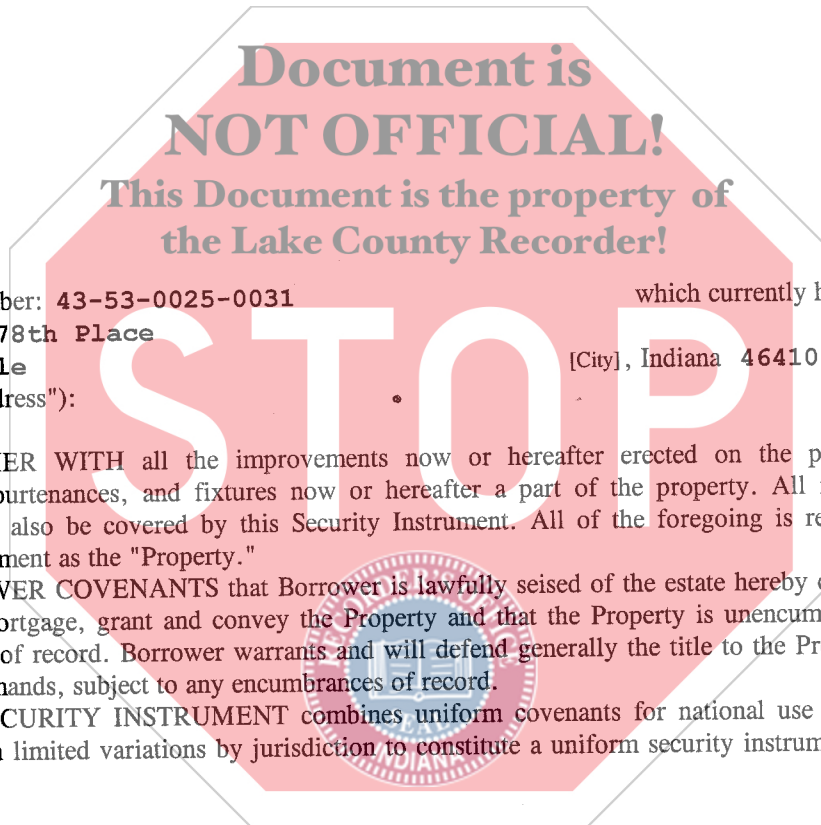 Document is
NOT OFFICIAL!
This Document is the property of
the Lake County Recorder!
ber: 43-53-0025-0031 which currently h
78th Place
le [City], Indiana 46410
dress"):
STOP
ER WITH all the improvements now or hereafter erected on the p
purtenances, and fixtures now or hereafter a part of the property. All
also be covered by this Security Instrument. All of the foregoing is re
ment as the "Property."
VER COVENANTS that Borrower is lawfully seised of the estate hereby
ortgage, grant and convey the Property and that the Property is unencum
of record. Borrower warrants and will defend generally the title to the Pr
nands, subject to any encumbrances of record.
CURITY INSTRUMENT combines uniform covenants for national use
limited variations by jurisdiction to constitute a uniform security instrum
SEAL
INDIANA